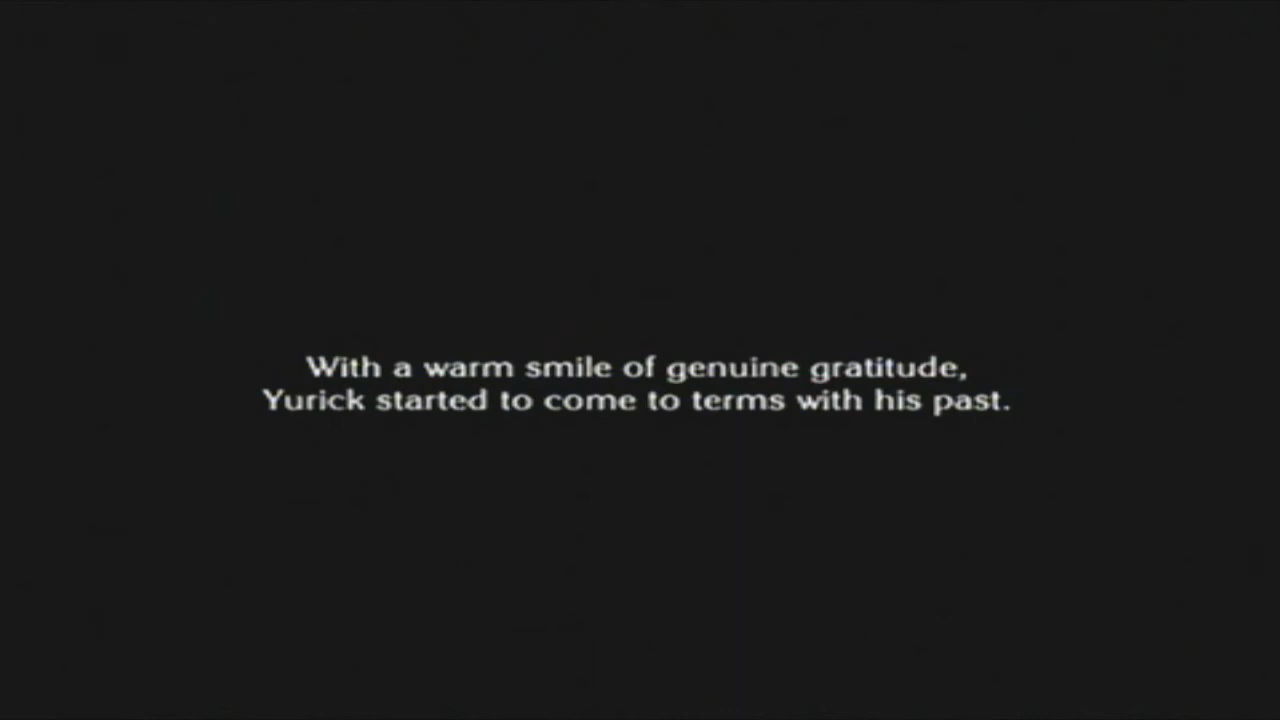 With a warm smile of genuine gratitude,
Yurick started to come to terms with his past.